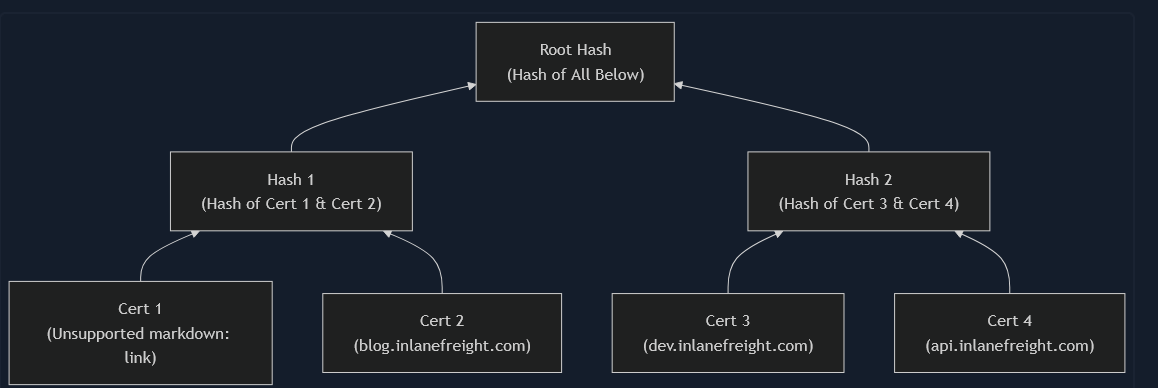 Root Hash
(Hash of All Below)
Hash 1
(Hash of Cert 1 & Cert 2)
Hash 2
(Hash of Cert 3 & Cert 4)
Cert 1
(Unsupported markdown:
link)
Cert 2
(blog.inlanefreight.com)
Cert 3
(dev.inlanefreight.com)
Cert 4
(api.inlanefreight.com)